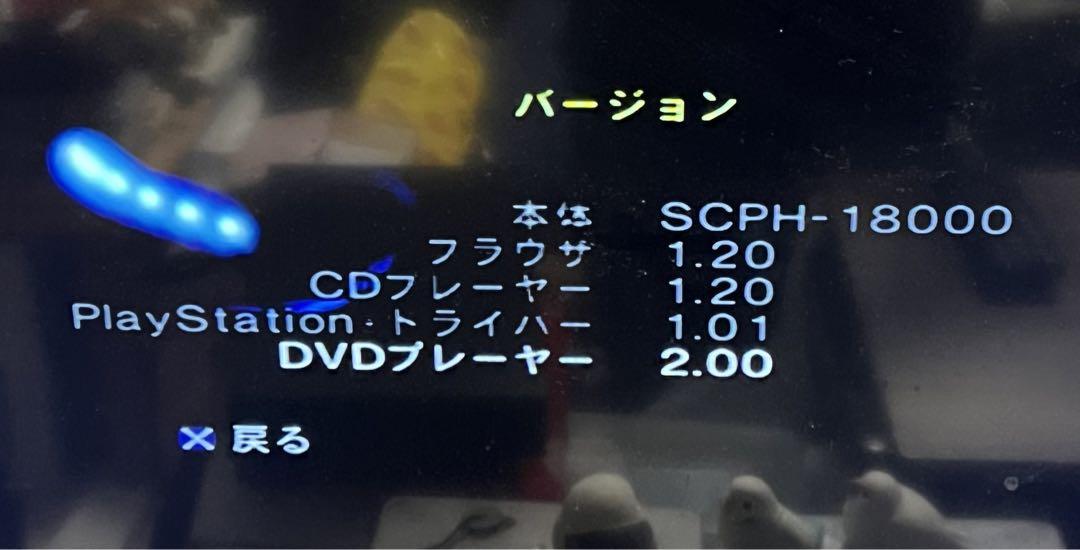 バージョン
本体 SCPH-18000
ブラウザ 1.20
CDプレーヤー 1.20
PlayStation・ドライバー 1.01
DVDプレーヤー 2.00
✕ 戻る